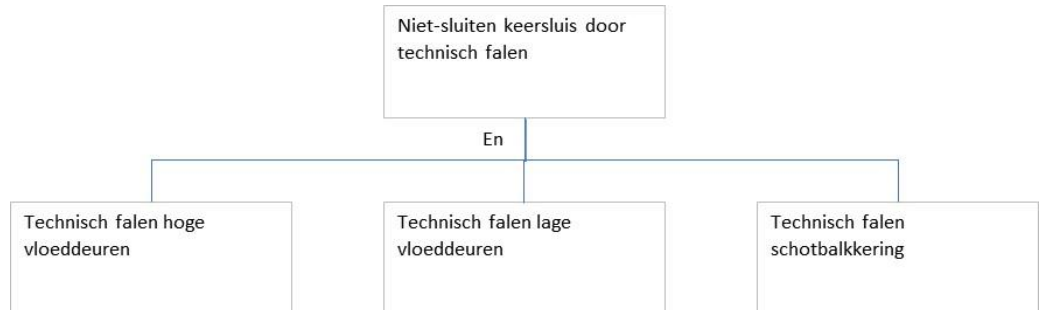 Niet-sluiten keersluis door
technisch falen
En
Technisch falen hoge
vloeddeuren
Technisch falen lage
vloeddeuren
Technisch falen
schotbalkkering